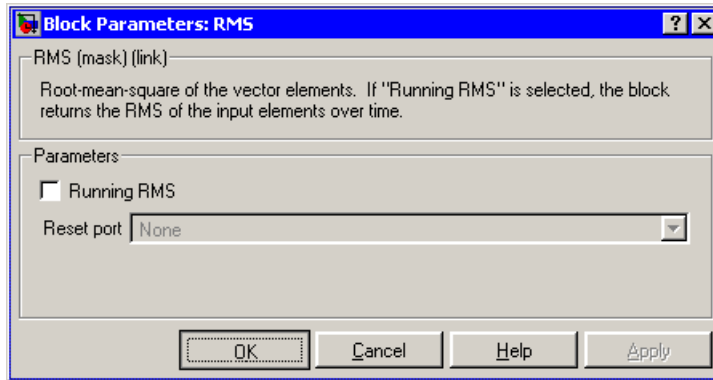 Block Parameters: RMS
RMS (mask) (link)
Root-mean-square of the vector elements.  If "Running RMS" is selected, the block
returns the RMS of the input elements over time.
Parameters
Running RMS
Reset port None
OK Cancel Help Apply